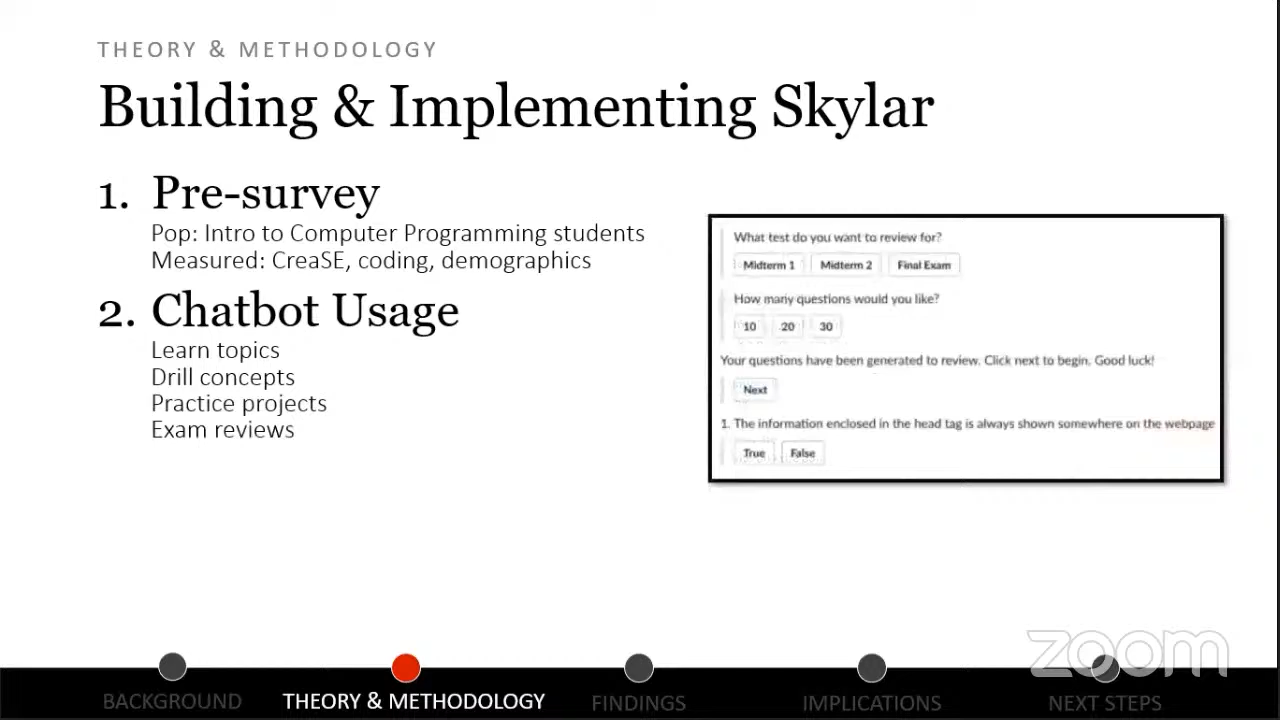 THEORY & METHODOLOGY
Building & Implementing Skylar
1. Pre-survey
Pop: Intro to Computer Programming students
Measured: CreaSE, coding, demographics
2. Chatbot Usage
Learn topics
Drill concepts
Practice projects
Exam reviews
What test do you want to review for?
Midterm 1 Midterm 2 Final Exam
How many questions would you like?
10 20 30
Your questions have been generated to review. Click next to begin. Good luck!
Next
1. The information enclosed in the head tag is always shown somewhere on the webpage
True False
zoom
BACKGROUND THEORY & METHODOLOGY FINDINGS IMPLICATIONS NEXT STEPS